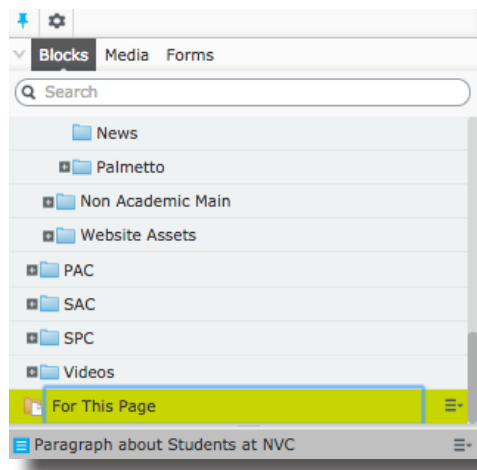 Blocks Media Forms
Search
News
Palmetto
Non Academic Main
Website Assets
PAC
SAC
SPC
Videos
For This Page
Paragraph about Students at NVC